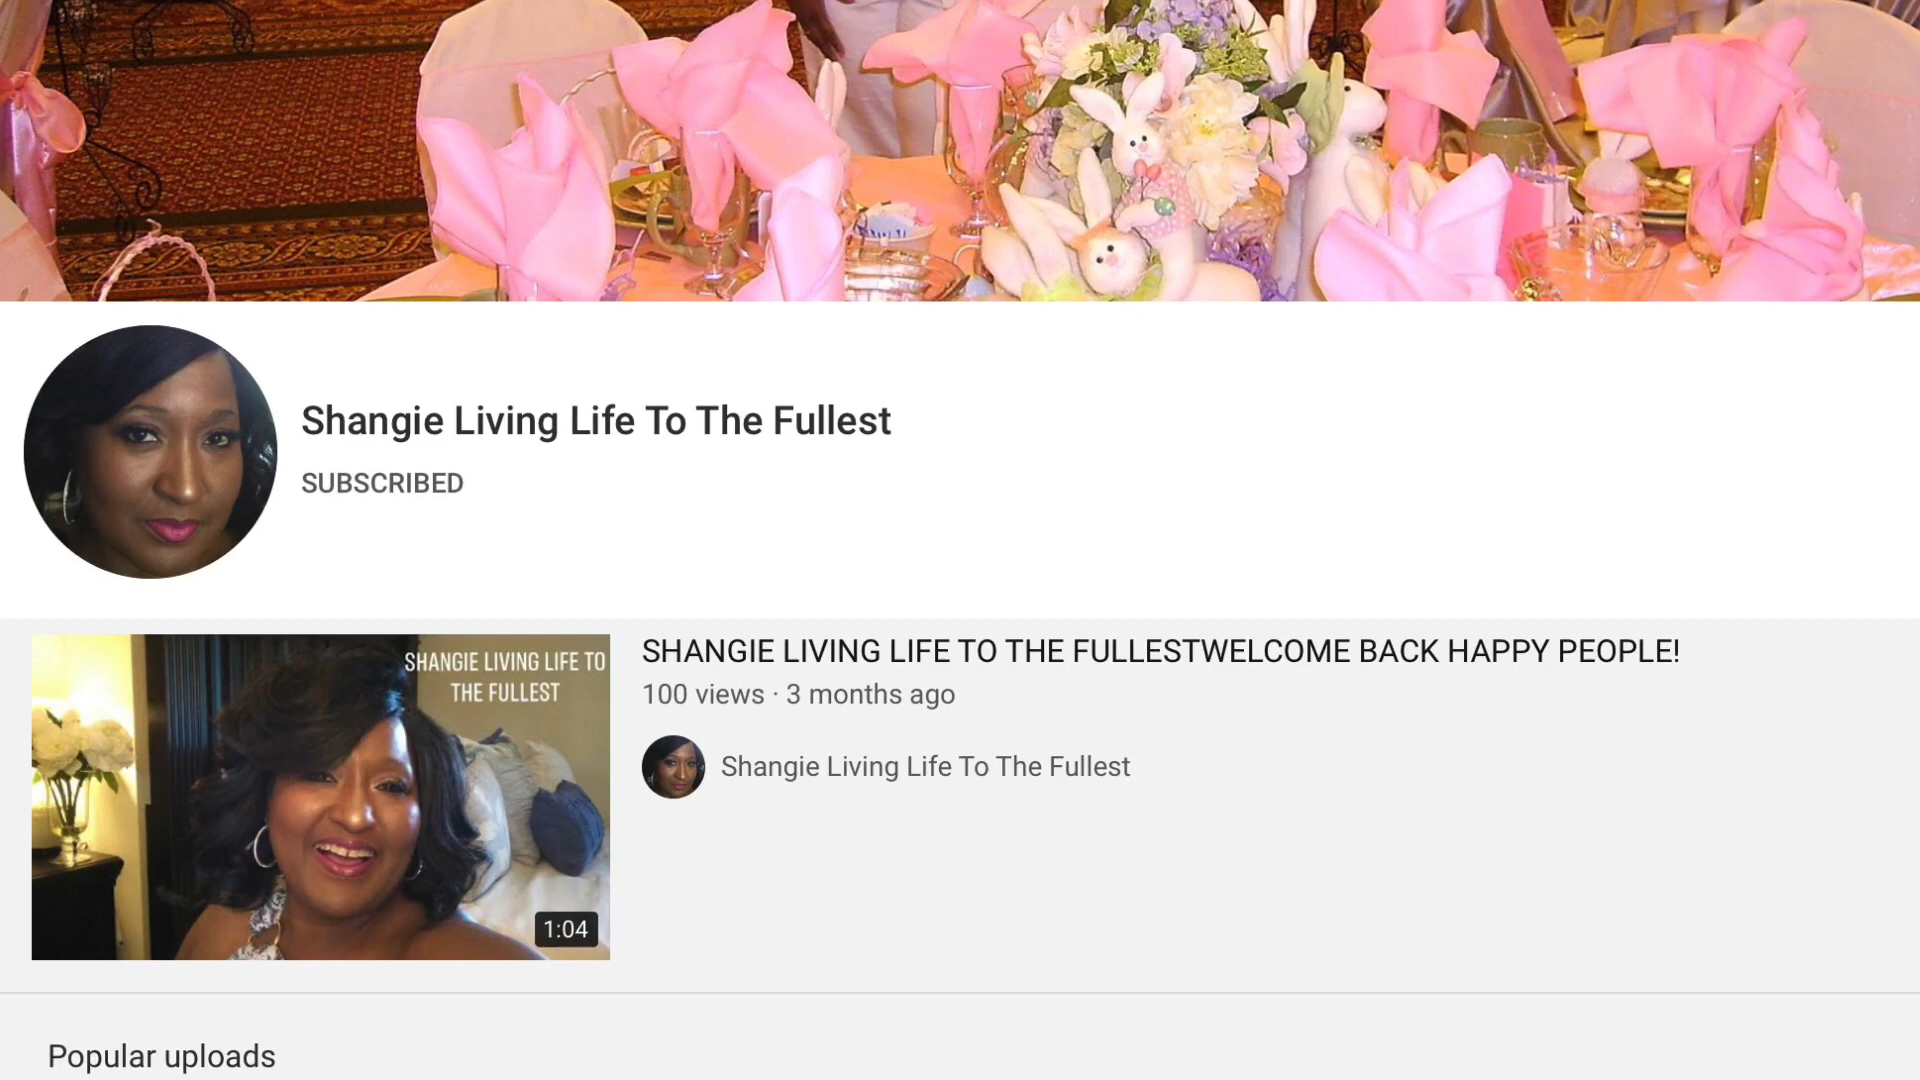 Shangie Living Life To The Fullest
SUBSCRIBED
SHANGIE LIVING LIFE TO
THE FULLEST
1:04
SHANGIE LIVING LIFE TO THE FULLESTWELCOME BACK HAPPY PEOPLE!
100 views · 3 months ago
Shangie Living Life To The Fullest
Popular uploads